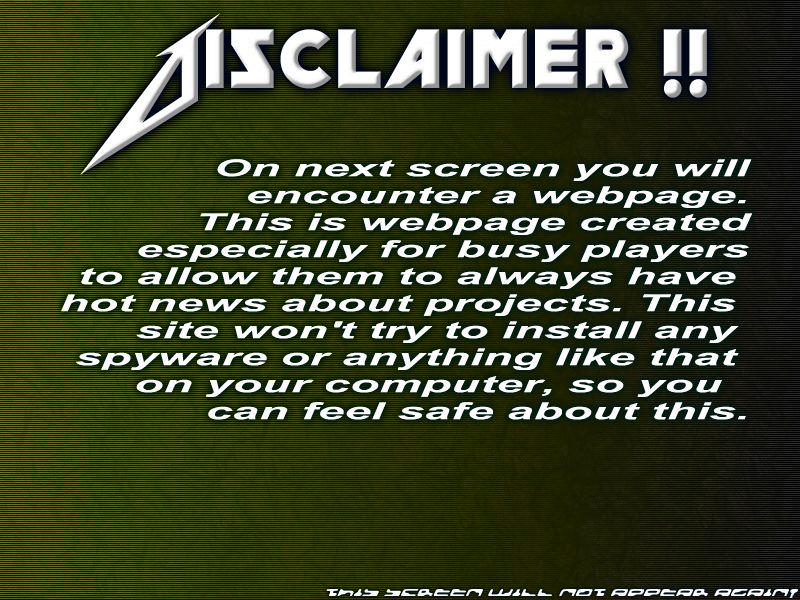 DISCLAIMER !!
On next screen you will
encounter a webpage.
This is webpage created
especially for busy players
to allow them to always have
hot news about projects. This
site won't try to install any
spyware or anything like that
on your computer, so you
can feel safe about this.
THIS SCREEN WILL NOT APPEAR AGAIN!